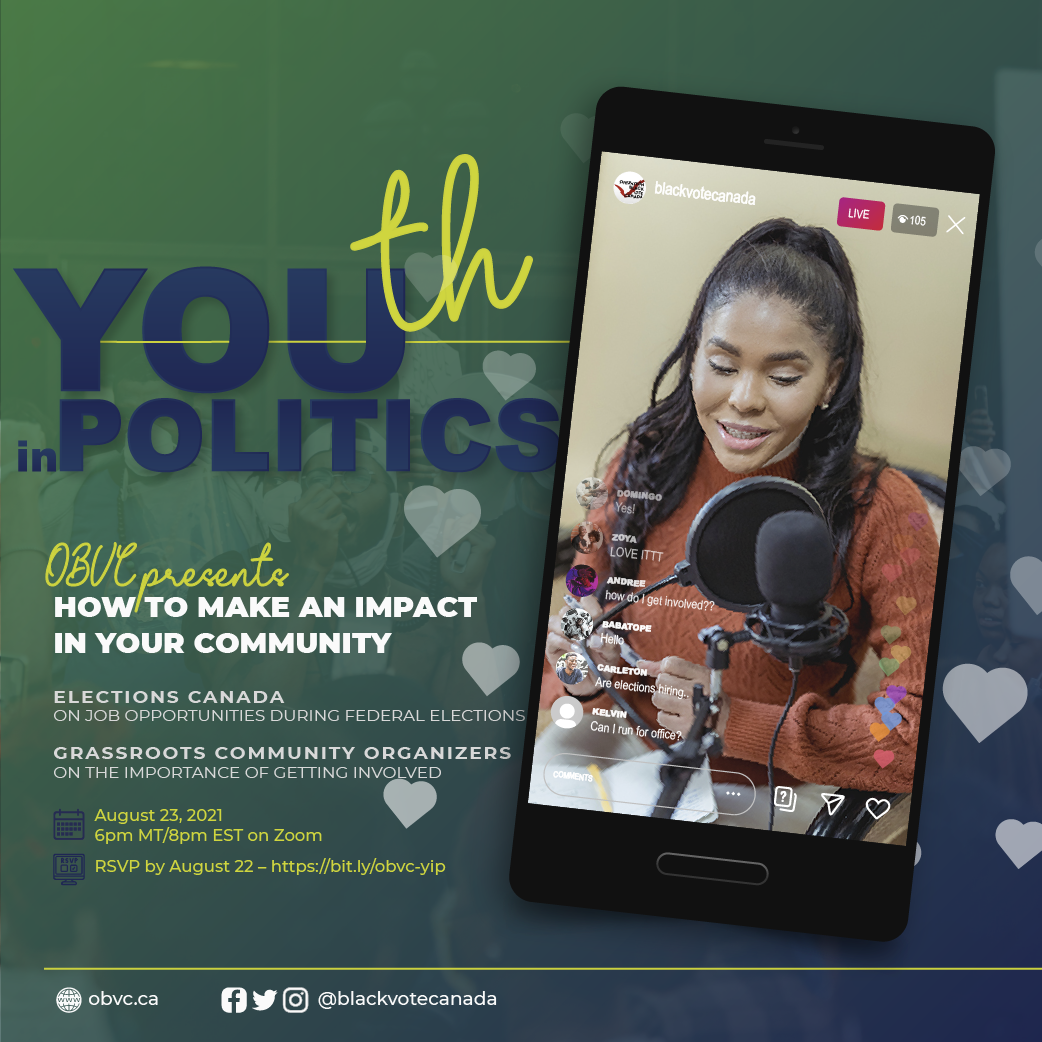 YOUth
in POLITICS
OBVC presents
HOW TO MAKE AN IMPACT
IN YOUR COMMUNITY
ELECTIONS CANADA
ON JOB OPPORTUNITIES DURING FEDERAL ELECTIONS
GRASSROOTS COMMUNITY ORGANIZERS
ON THE IMPORTANCE OF GETTING INVOLVED
August 23, 2021
6pm MT/8pm EST on Zoom
RSVP
RSVP by August 22 – https://bit.ly/obvc-yip
blackvotecanada
LIVE
105
DOMINGO
Yes!
ZOYA
LOVE ITTT
ANDREE
how do I get involved??
BABATOPE
Hello
CARLETON
Are elections hiring..
KELVIN
Can I run for office?
COMMENTS
?
www
obvc.ca
@blackvotecanada